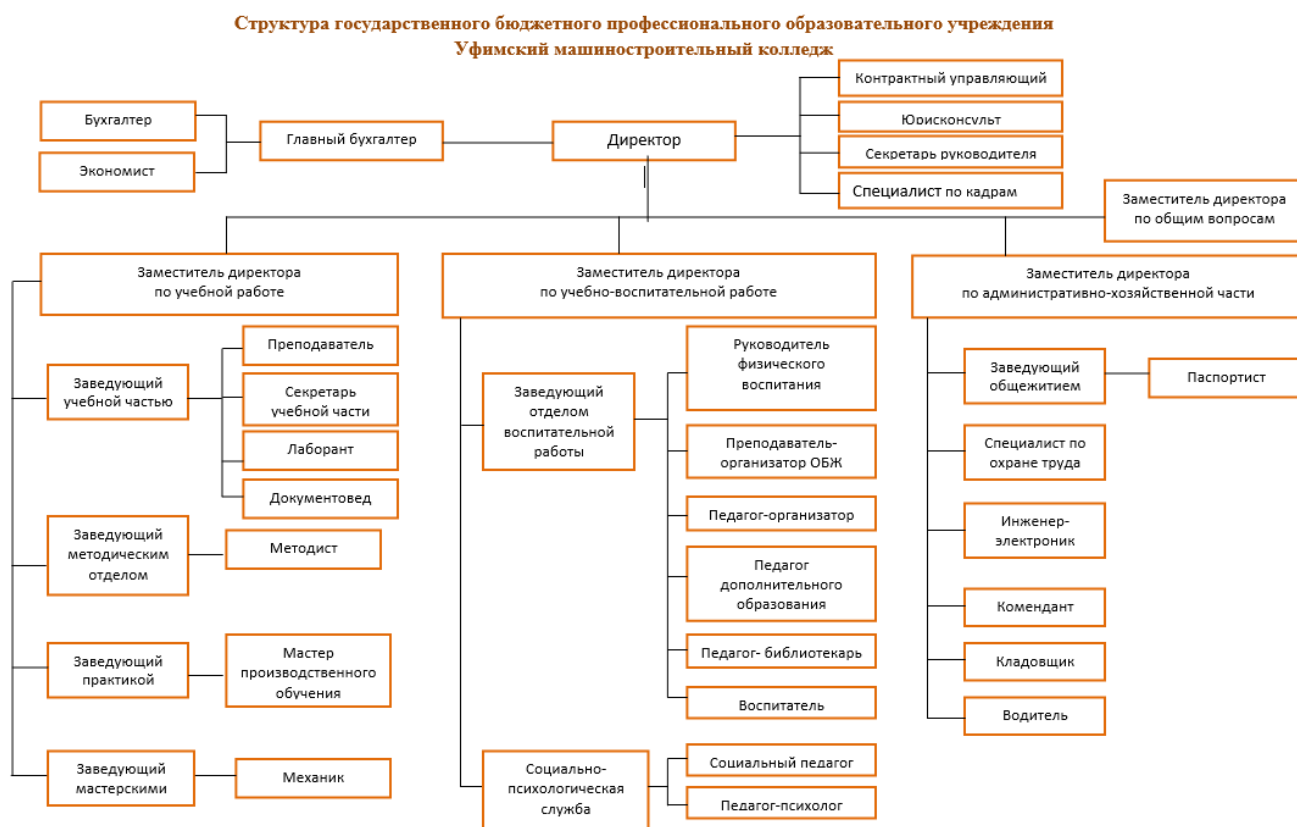 Структура государственного бюджетного профессионального образовательного учреждения
Уфимский машиностроительный колледж
Бухгалтер
Экономист
Главный бухгалтер
Директор
Контрактный управляющий
Юрисконсульт
Секретарь руководителя
Специалист по кадрам
Заместитель директора
по общим вопросам
Заместитель директора
по учебной работе
Заведующий
учебной частью
Преподаватель
Секретарь
учебной части
Лаборант
Документовед
Заведующий
методическим
отделом
Методист
Заведующий
практикой
Мастер
производственного
обучения
Заведующий
мастерскими
Механик
Заместитель директора
по учебно-воспитательной работе
Заведующий
отделом
воспитательной
работы
Руководитель
физического
воспитания
Преподаватель-
организатор ОБЖ
Педагог-организатор
Педагог
дополнительного
образования
Педагог- библиотекарь
Воспитатель
Социально-
психологическая
служба
Социальный педагог
Педагог-психолог
Заместитель директора
по административно-хозяйственной части
Заведующий
общежитием
Паспортист
Специалист по
охране труда
Инженер-
электроник
Комендант
Кладовщик
Водитель